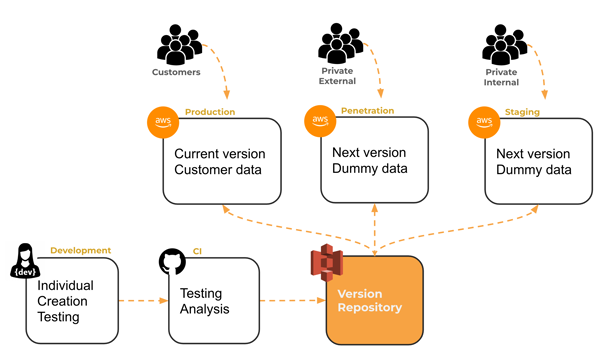 Customers
Private
External
Private
Internal
aws
Production
Current version
Customer data
aws
Penetration
Next version
Dummy data
aws
Staging
Next version
Dummy data
{dev}
Development
Individual
Creation
Testing
CI
Testing
Analysis
Version
Repository